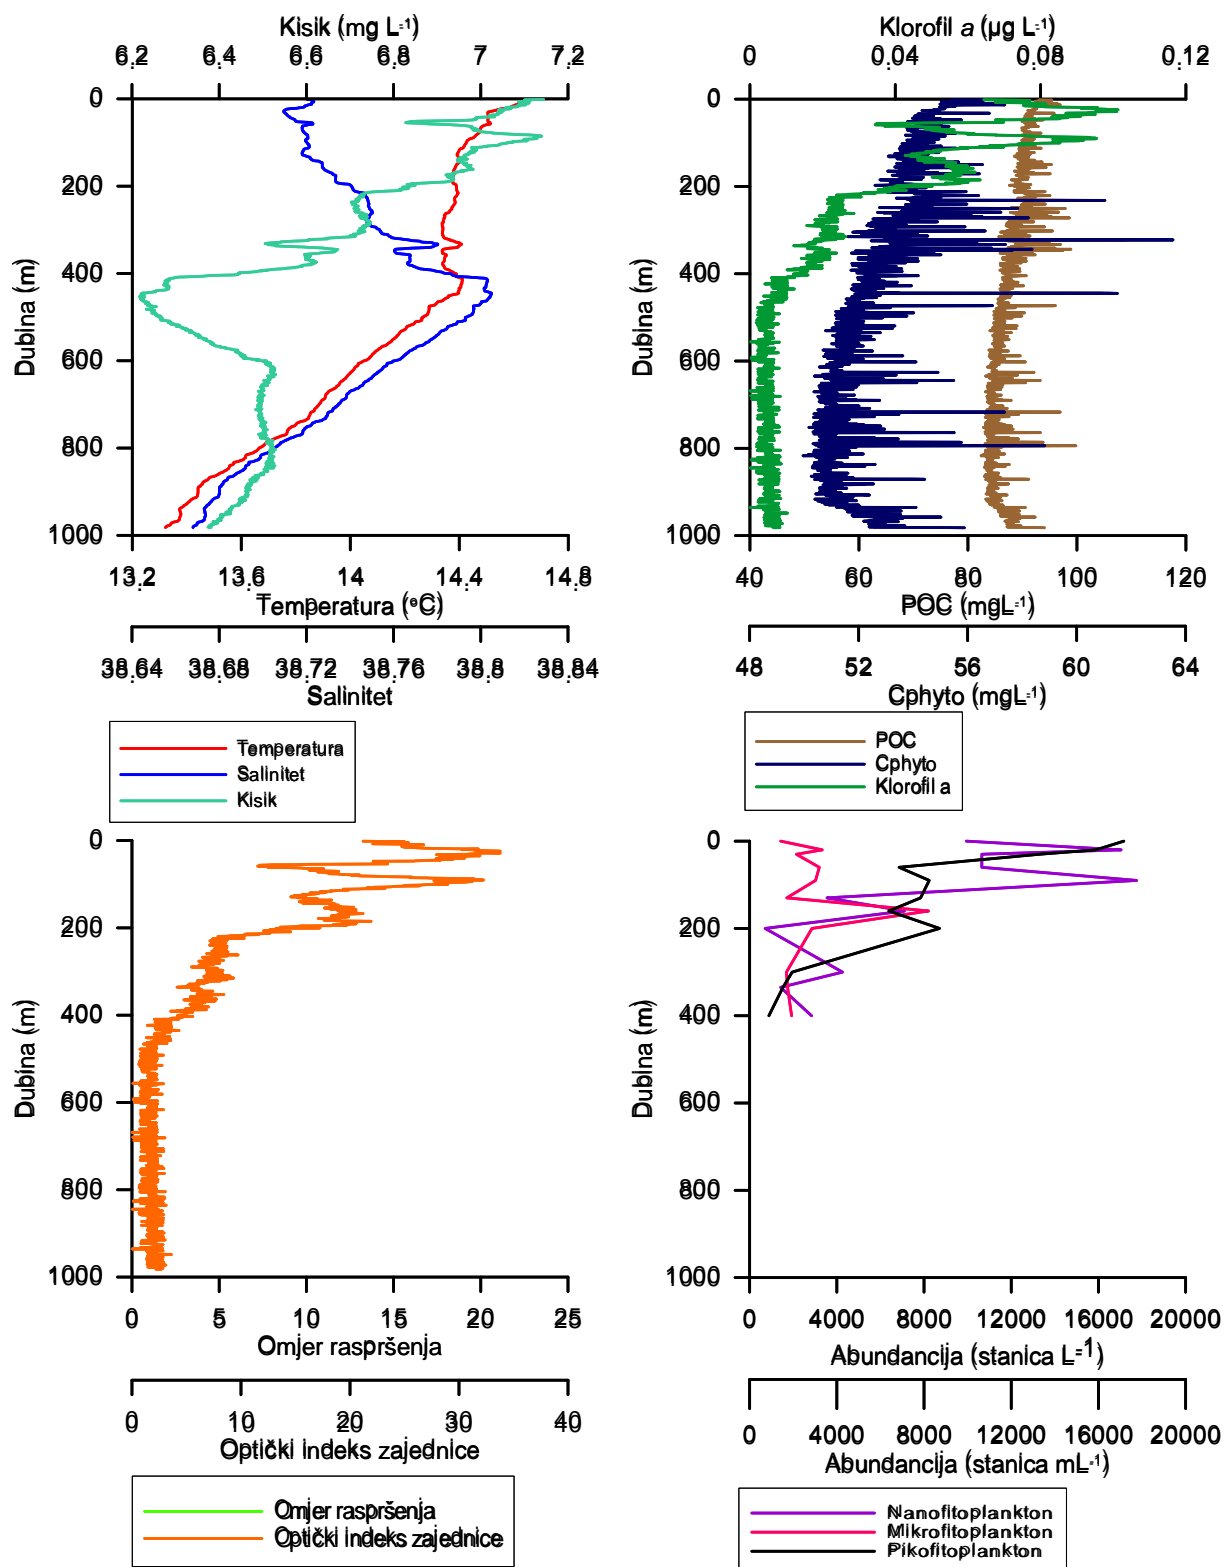 Kisik (mg L-1)
6.2 6.4 6.6 6.8 7 7.2
0
200
400
600
800
1000
Dubina (m)
13.2 13.6 14 14.4 14.8
Temperatura (°C)
38.64 38.68 38.72 38.76 38.8 38.84
Salinitet
Temperatura
Salinitet
Kisik
Klorofil a (µg L-1)
0 0.04 0.08 0.12
0
200
400
600
800
1000
Dubina (m)
40 60 80 100 120
POC (mgL-1)
48 52 56 60 64
Cphyto (mgL-1)
POC
Cphyto
Klorofil a
0
200
400
600
800
1000
Dubina (m)
0 5 10 15 20 25
Omjer raspršenja
0 10 20 30 40
Optički indeks zajednice
Omjer raspršenja
Optički indeks zajednice
0
200
400
600
800
1000
Dubina (m)
0 4000 8000 12000 16000 20000
Abundancija (stanica L-1)
0 4000 8000 12000 16000 20000
Abundancija (stanica mL-1)
Nanofitoplankton
Mikrofitoplankton
Pikofitoplankton